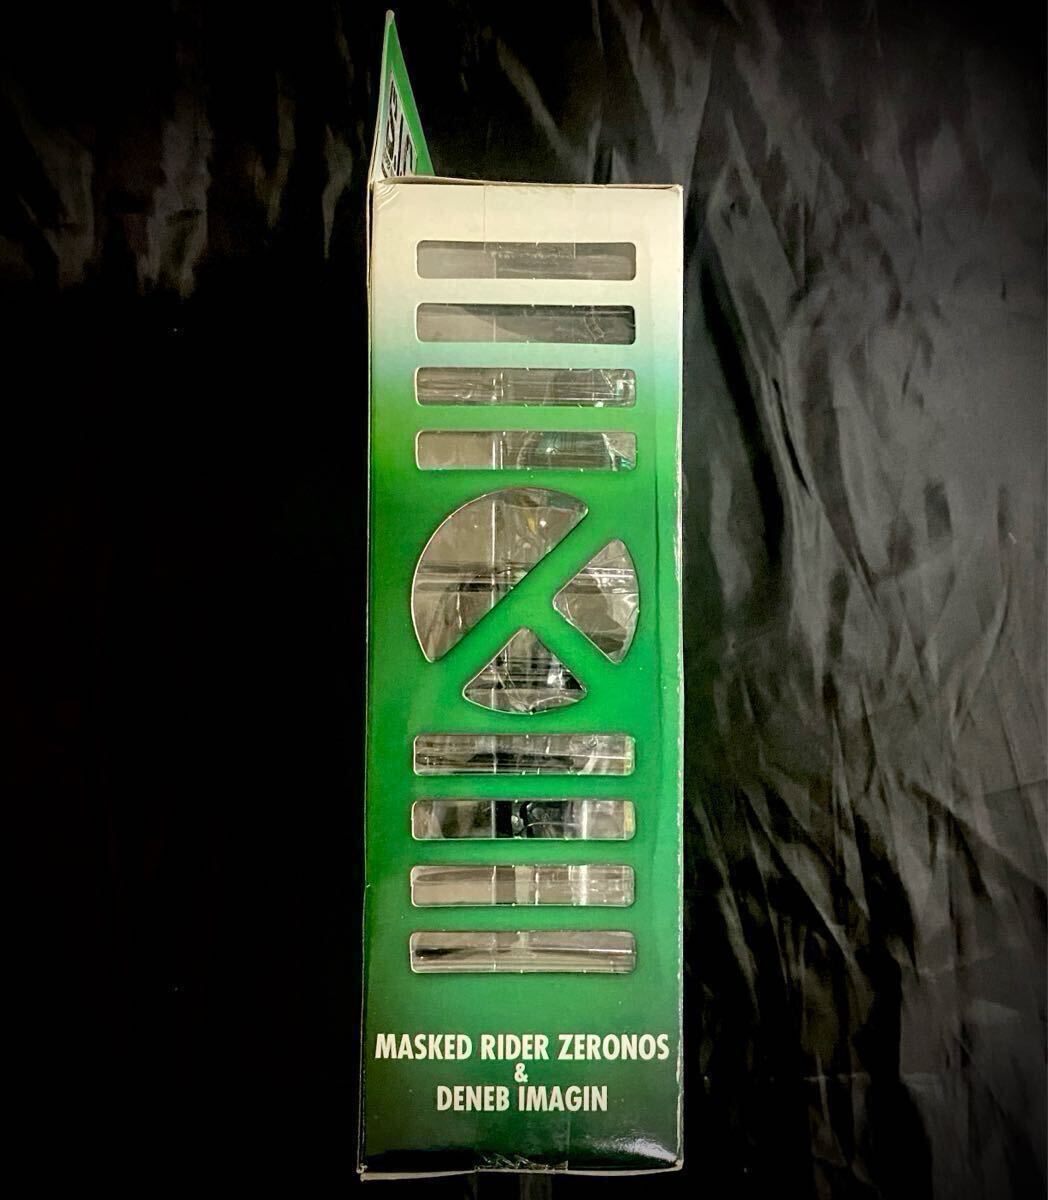 MASKED RIDER ZERONOS
&
DENEB IMAGIN